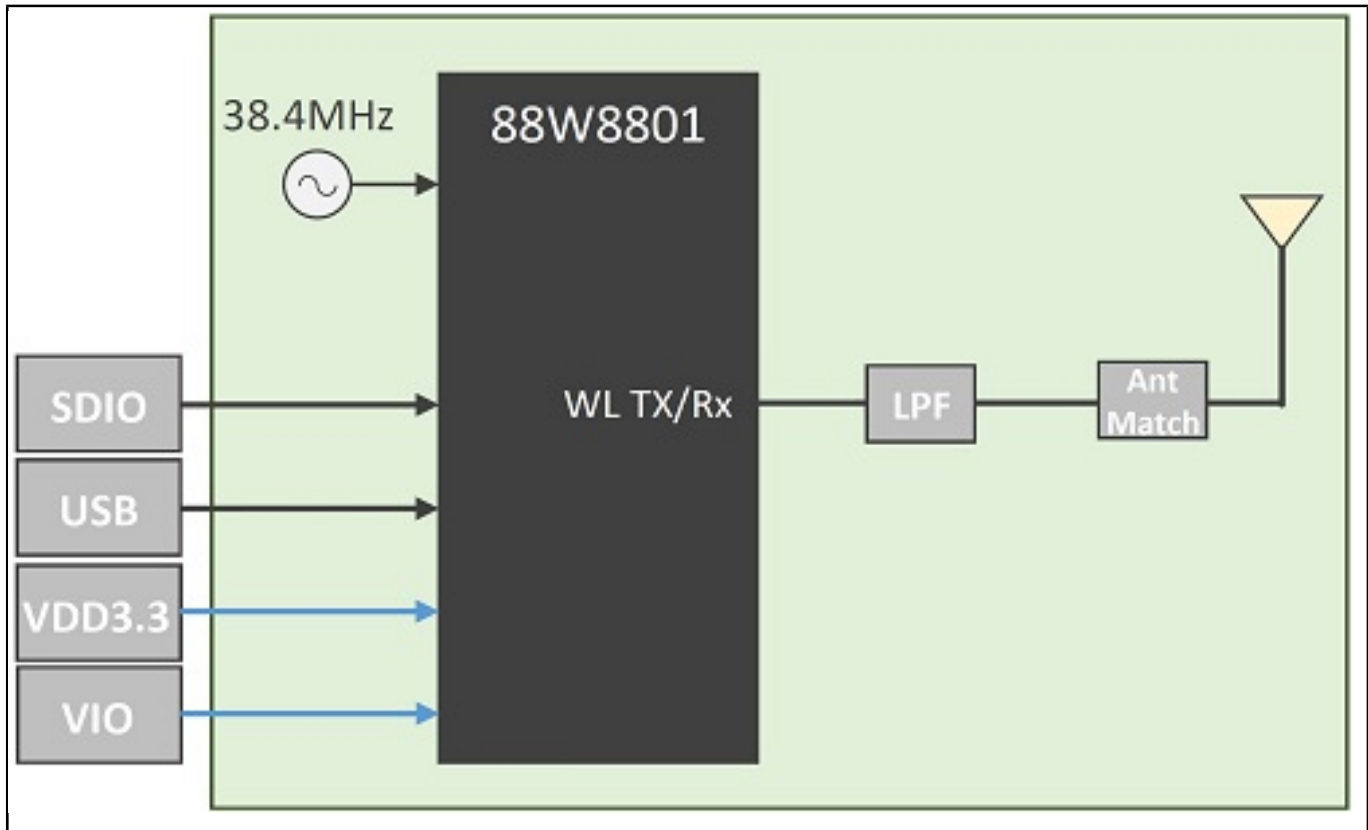 38.4MHz
88W8801
SDIO
WL TX/Rx
LPF
Ant
Match
USB
VDD3.3
VIO